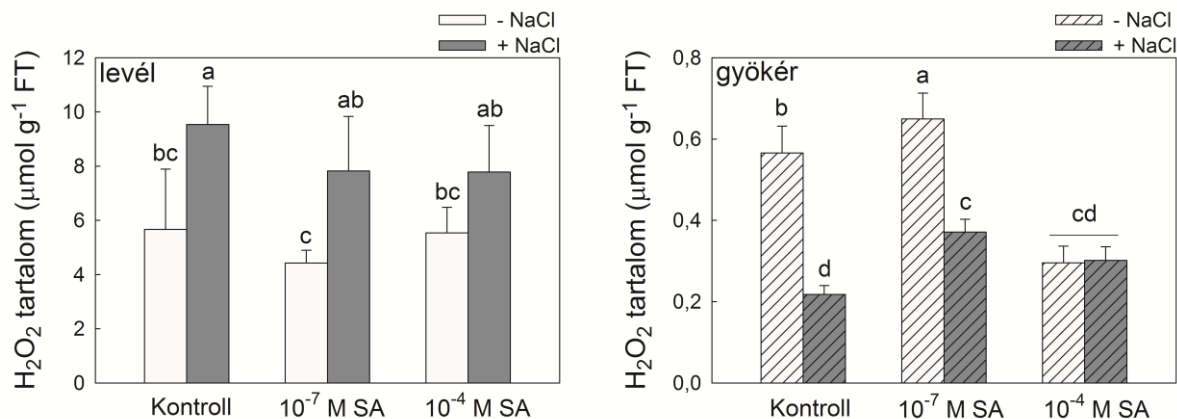 - NaCl
+ NaCl
H₂O₂ tartalom (μmol g⁻¹ FT)
12
10
8
6
4
2
0
levél
bc
a
c
ab
bc
ab
Kontroll
10⁻⁷ M SA
10⁻⁴ M SA
- NaCl
+ NaCl
H₂O₂ tartalom (μmol g⁻¹ FT)
0,8
0,6
0,4
0,2
0,0
gyökér
b
d
a
c
cd
Kontroll
10⁻⁷ M SA
10⁻⁴ M SA